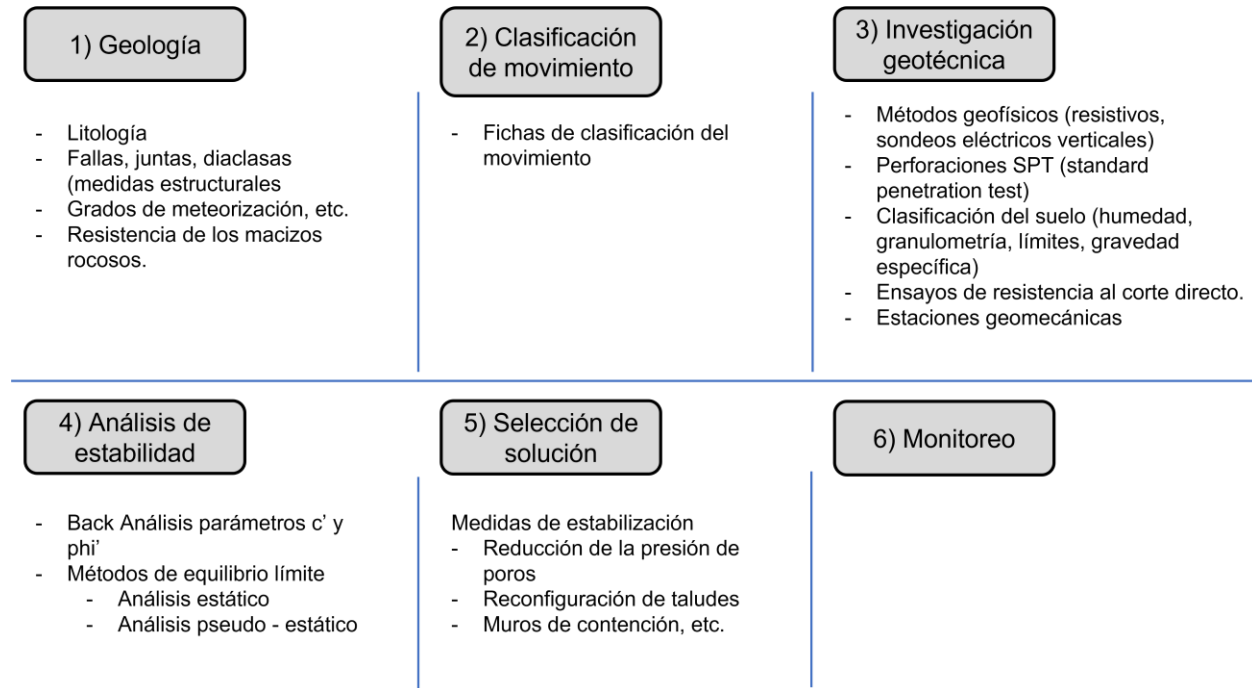 1) Geología
- Litología
- Fallas, juntas, diaclasas
(medidas estructurales
- Grados de meteorización, etc.
- Resistencia de los macizos
rocosos.
2) Clasificación
de movimiento
- Fichas de clasificación del
movimiento
3) Investigación
geotécnica
- Métodos geofísicos (resistivos,
sondeos eléctricos verticales)
- Perforaciones SPT (standard
penetration test)
- Clasificación del suelo (humedad,
granulometría, límites, gravedad
específica)
- Ensayos de resistencia al corte directo.
- Estaciones geomecánicas
4) Análisis de
estabilidad
- Back Análisis parámetros c’ y
phi’
- Métodos de equilibrio límite
- Análisis estático
- Análisis pseudo - estático
5) Selección de
solución
Medidas de estabilización
- Reducción de la presión de
poros
- Reconfiguración de taludes
- Muros de contención, etc.
6) Monitoreo